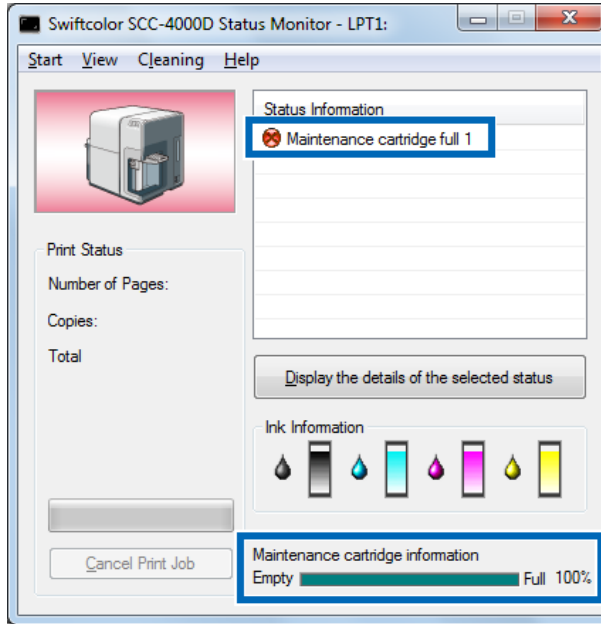 Swiftcolor SCC-4000D Status Monitor - LPT1:
Start View Cleaning Help
Status Information
Maintenance cartridge full 1
Print Status
Number of Pages:
Copies:
Total
Display the details of the selected status
Ink Information
Cancel Print Job
Maintenance cartridge information
Empty Full 100%